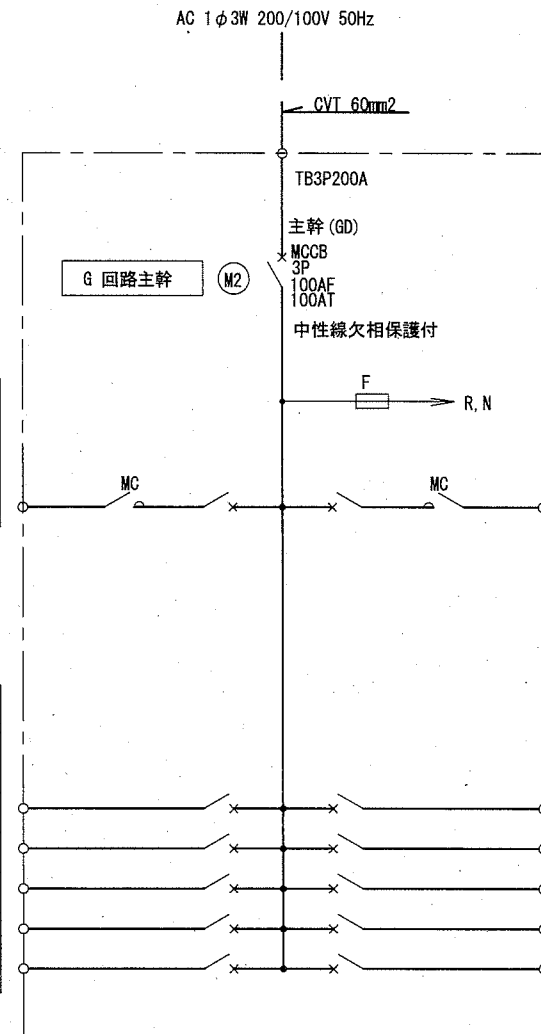 AC 1φ3W 200/100V 50Hz
CVT 60mm2
TB3P200A
主幹(GD)
MCCB
3P
100AF
100AT
G 回路主幹
M2
中性線欠相保護付
F
R,N
MC
MC